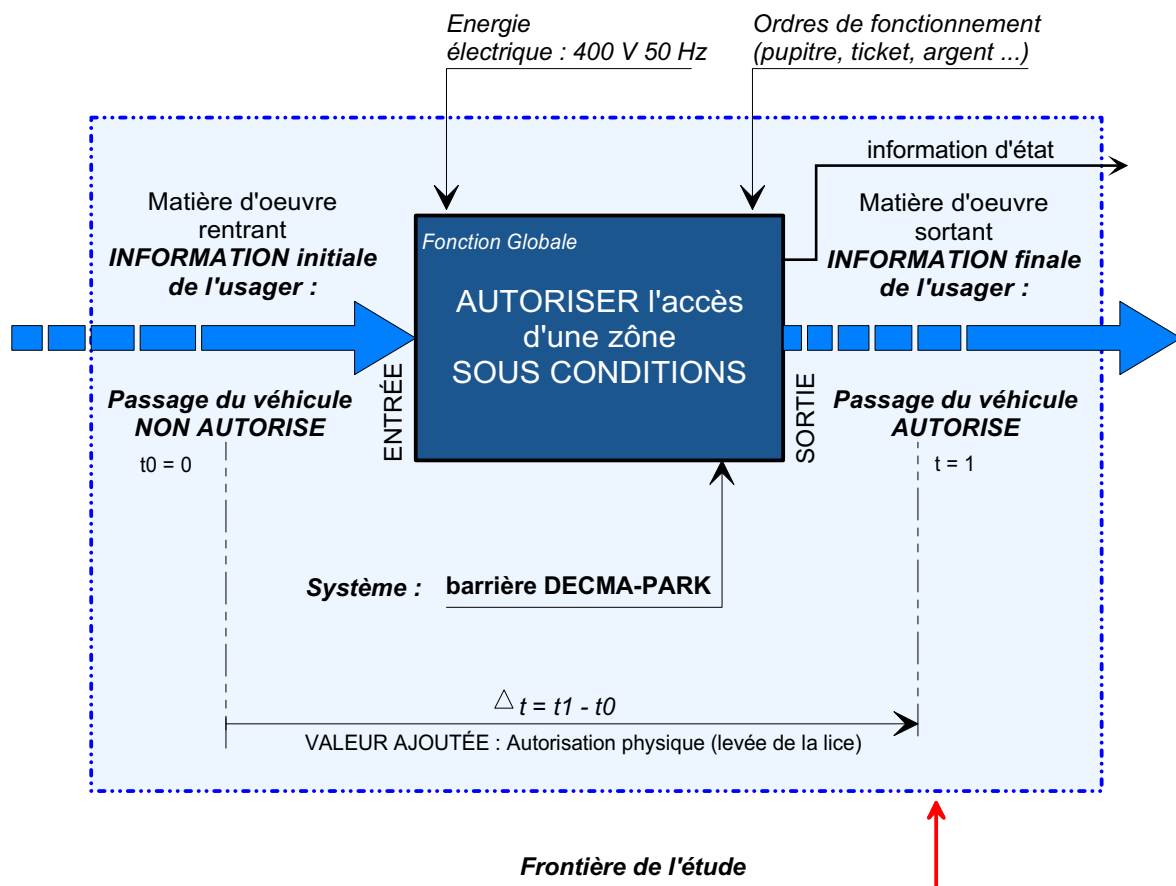 Energie
électrique : 400 V 50 Hz
Ordres de fonctionnement
(pupitre, ticket, argent ...)
information d'état
Matière d'oeuvre
rentrant
INFORMATION initiale
de l'usager :
Fonction Globale
AUTORISER l'accès
d'une zône
SOUS CONDITIONS
Matière d'oeuvre
sortant
INFORMATION finale
de l'usager :
ENTRÉE
SORTIE
Passage du véhicule
NON AUTORISE
t0 = 0
Passage du véhicule
AUTORISE
t = 1
Système : barrière DECMA-PARK
△ t = t1 - t0
VALEUR AJOUTÉE : Autorisation physique (levée de la lice)
Frontière de l'étude